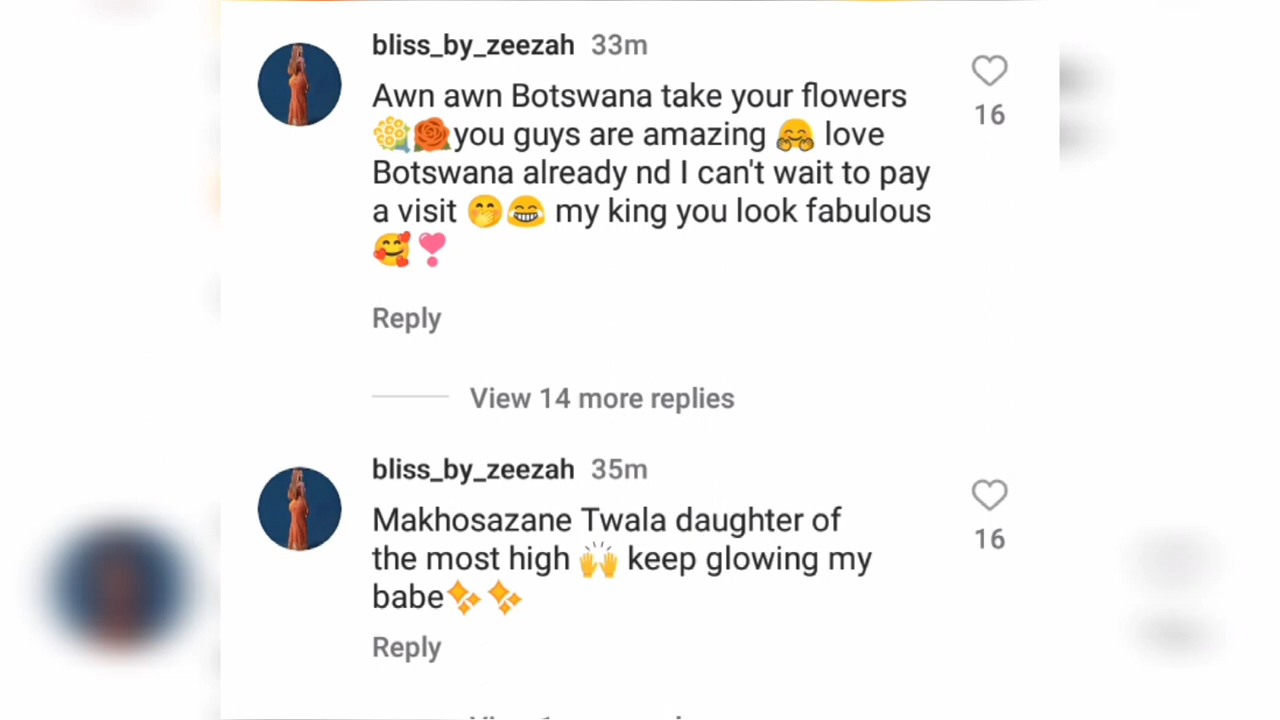 bliss_by_zeezah 33m
Awn awn Botswana take your flowers
💐🌹you guys are amazing 🤗 love
Botswana already nd I can't wait to pay
a visit 🤭😂 my king you look fabulous
🥰❣️
16
Reply
View 14 more replies
bliss_by_zeezah 35m
Makhosazane Twala daughter of
the most high 🙌 keep glowing my
babe✨✨
16
Reply